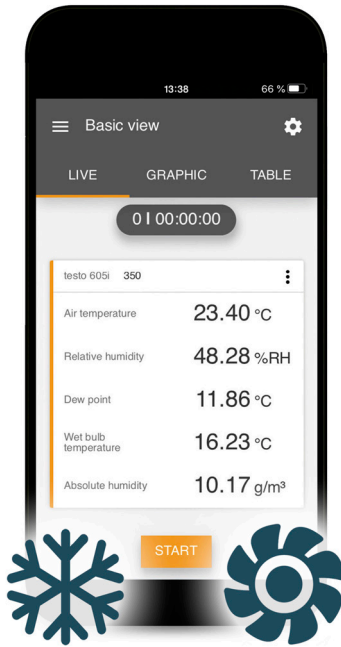 13:38 66 %
Basic view
LIVE GRAPHIC TABLE
0 I 00:00:00
testo 605i 350
Air temperature 23.40 °C
Relative humidity 48.28 %RH
Dew point 11.86 °C
Wet bulb
temperature 16.23 °C
Absolute humidity 10.17 g/m³
START